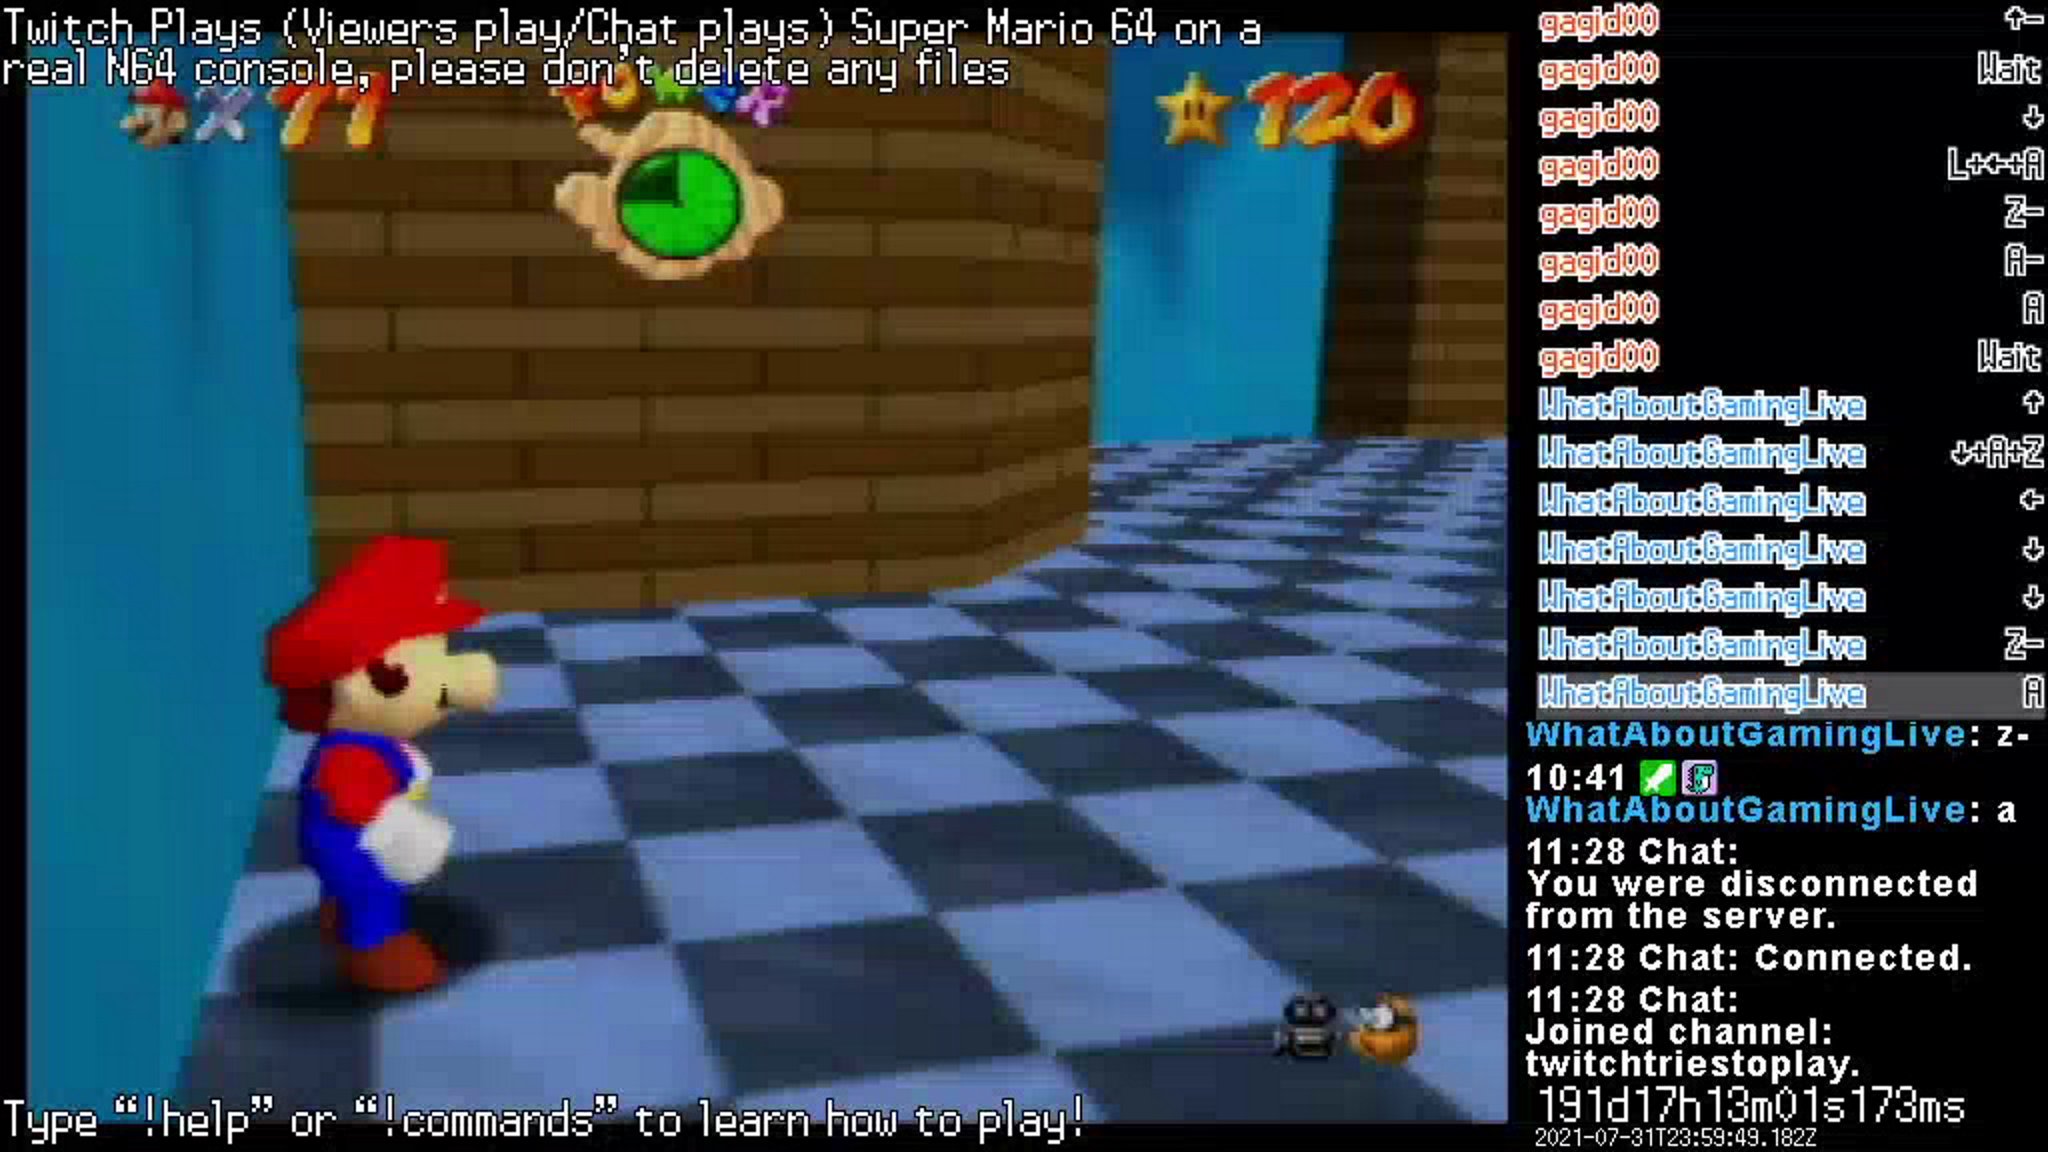 Twitch Plays (Viewers play/Chat plays) Super Mario 64 on a
real N64 console, please don't delete any files
77
POWER
120
gagid00 ↑-
gagid00 Wait
gagid00 ↓
gagid00 L+←+A
gagid00 Z-
gagid00 A-
gagid00 A
gagid00 Wait
WhatAboutGamingLive ↑
WhatAboutGamingLive ↓+A+Z
WhatAboutGamingLive ←
WhatAboutGamingLive ↓
WhatAboutGamingLive ↓
WhatAboutGamingLive Z-
WhatAboutGamingLive A
WhatAboutGamingLive: z-
10:41
WhatAboutGamingLive: a
11:28 Chat:
You were disconnected
from the server.
11:28 Chat: Connected.
11:28 Chat:
Joined channel:
twitchtriestoplay.
191d17h13m01s173ms
2021-07-31T23:59:49.182Z
Type “!help” or “!commands” to learn how to play!